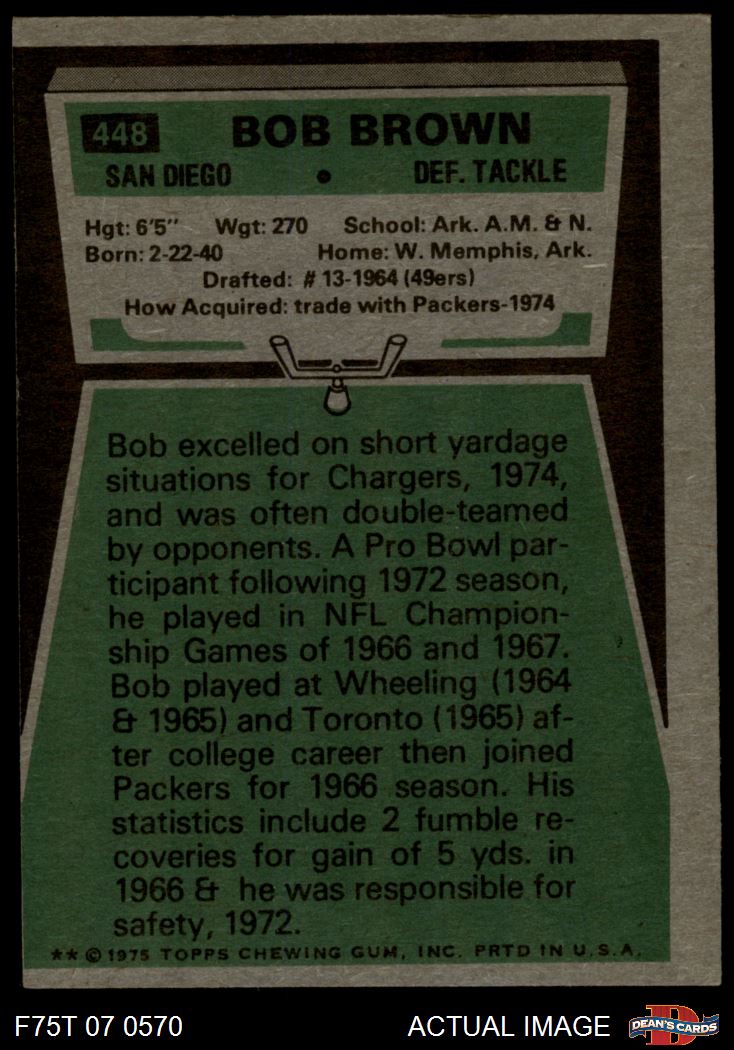 448 BOB BROWN
SAN DIEGO • DEF. TACKLE
Hgt: 6'5" Wgt: 270 School: Ark. A.M. & N.
Born: 2-22-40 Home: W. Memphis, Ark.
Drafted: # 13-1964 (49ers)
How Acquired: trade with Packers-1974
Bob excelled on short yardage
situations for Chargers, 1974,
and was often double-teamed
by opponents. A Pro Bowl par-
ticipant following 1972 season,
he played in NFL Champion-
ship Games of 1966 and 1967.
Bob played at Wheeling (1964
& 1965) and Toronto (1965) af-
ter college career then joined
Packers for 1966 season. His
statistics include 2 fumble re-
coveries for gain of 5 yds. in
1966 & he was responsible for
safety, 1972.
** © 1975 TOPPS CHEWING GUM, INC. PRTD IN U.S.A.
F75T 07 0570 ACTUAL IMAGE D DEAN'S CARDS